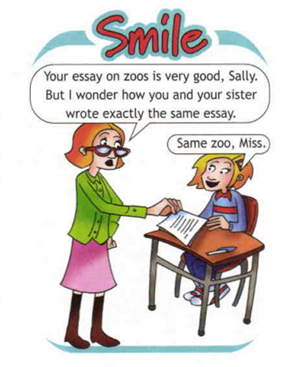 Smile
Your essay on zoos is very good, Sally.
But I wonder how you and your sister
wrote exactly the same essay.
Same zoo, Miss.